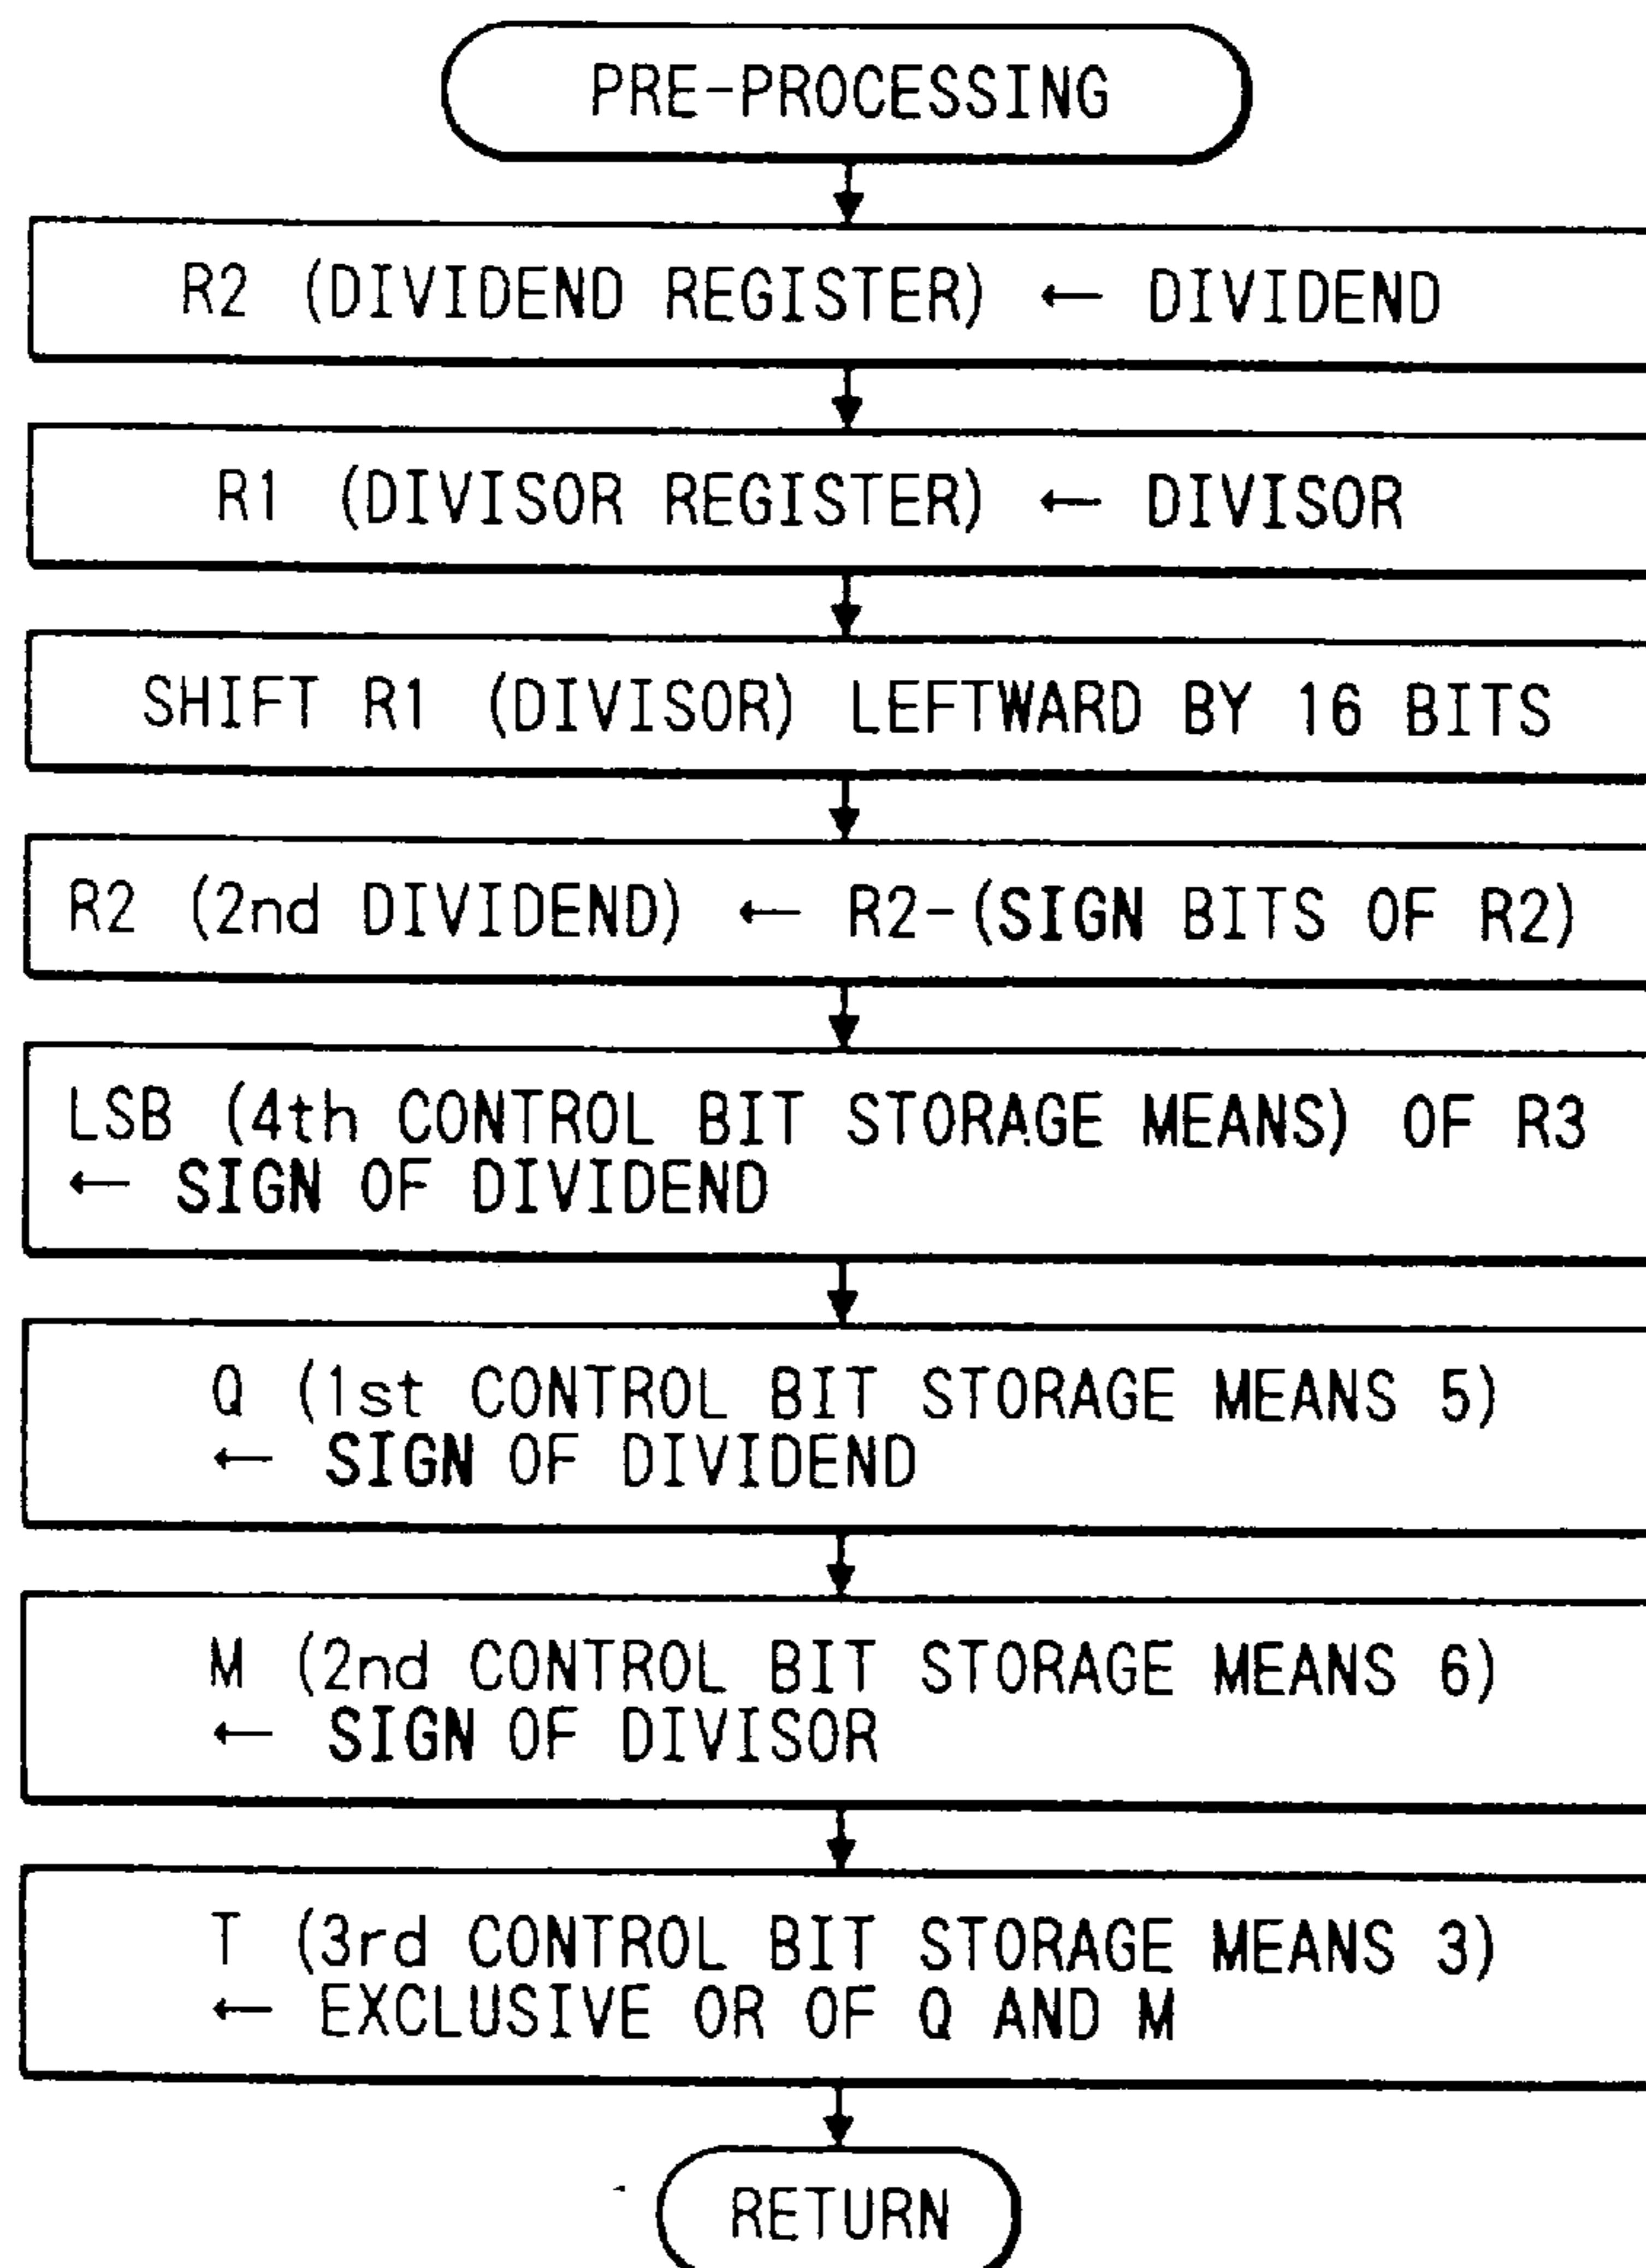 PRE-PROCESSING
R2 (DIVIDEND REGISTER) ← DIVIDEND
R1 (DIVISOR REGISTER) ← DIVISOR
SHIFT R1 (DIVISOR) LEFTWARD BY 16 BITS
R2 (2nd DIVIDEND) ← R2-(SIGN BITS OF R2)
LSB (4th CONTROL BIT STORAGE MEANS) OF R3
← SIGN OF DIVIDEND
Q (1st CONTROL BIT STORAGE MEANS 5)
← SIGN OF DIVIDEND
M (2nd CONTROL BIT STORAGE MEANS 6)
← SIGN OF DIVISOR
T (3rd CONTROL BIT STORAGE MEANS 3)
← EXCLUSIVE OR OF Q AND M
RETURN